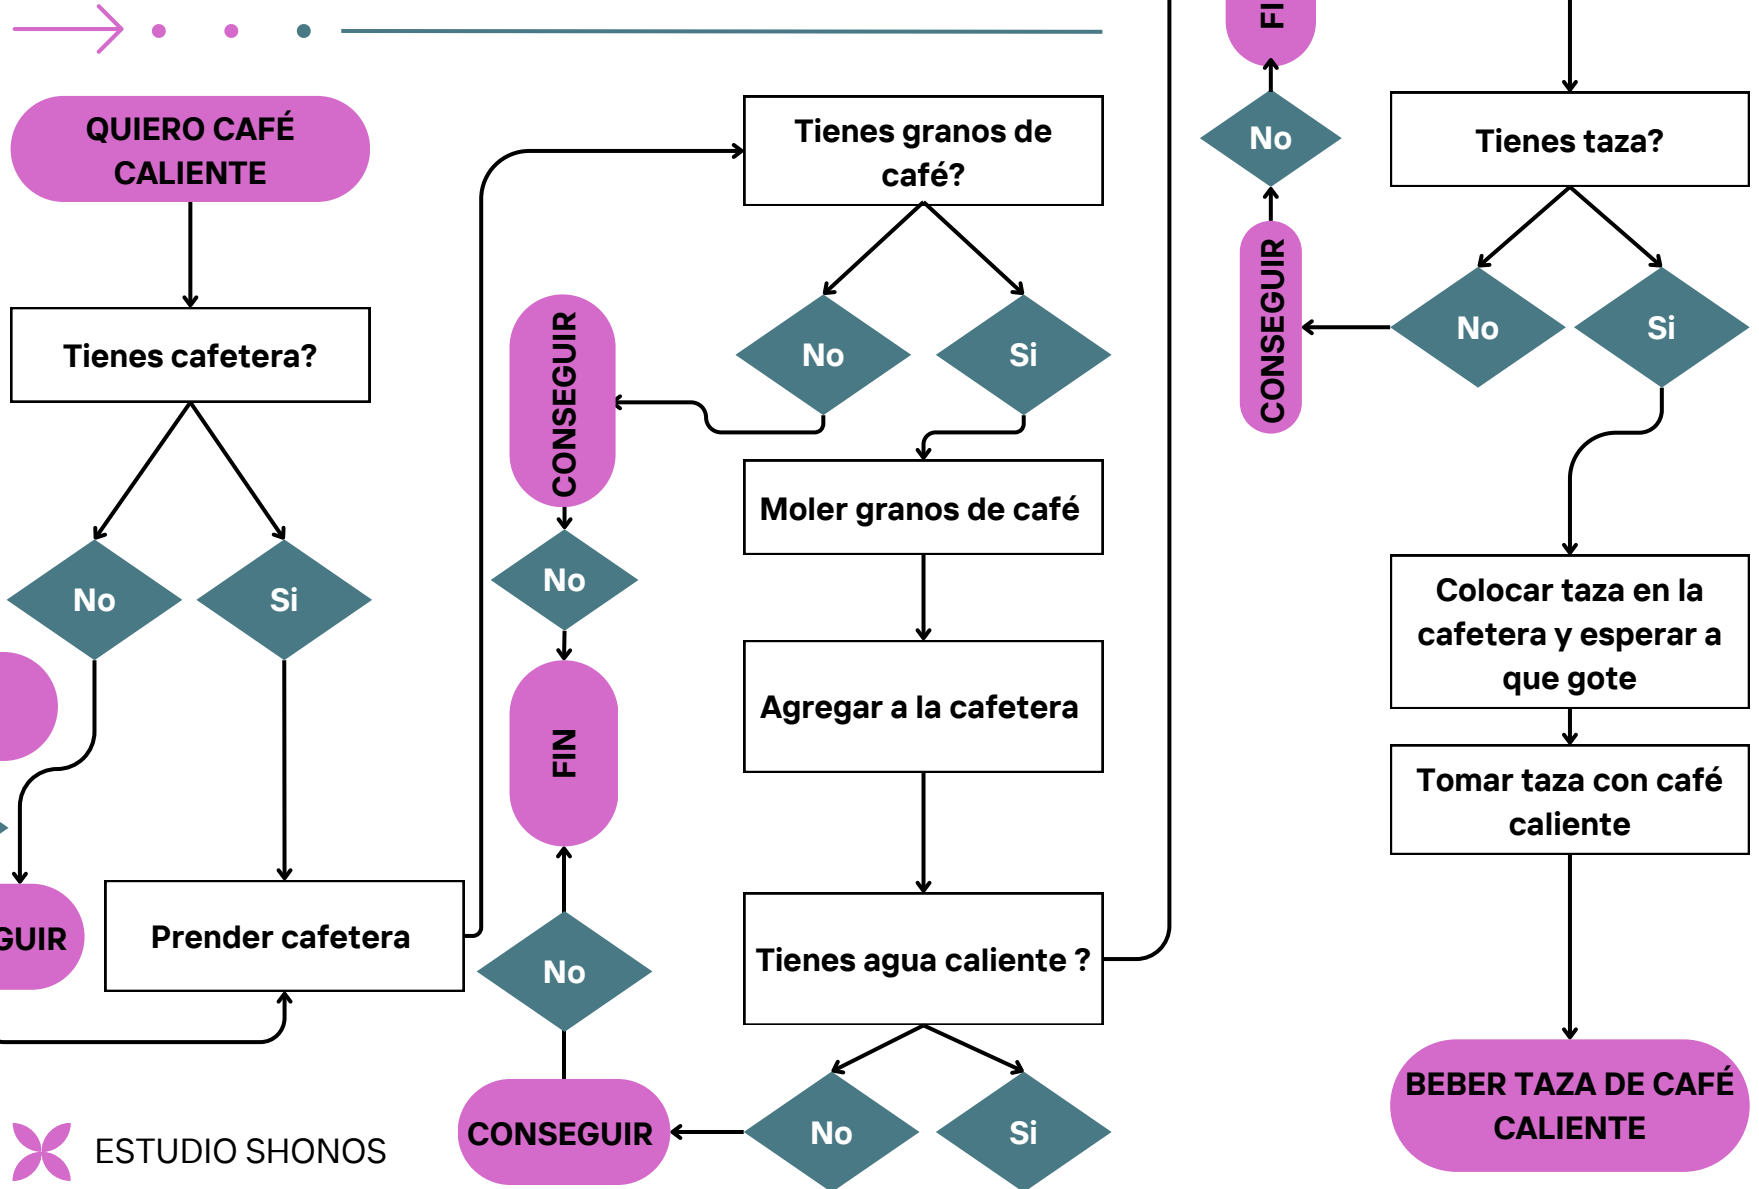 QUIERO CAFÉ
CALIENTE
Tienes cafetera?
No
Si
GUIR
Prender cafetera
ESTUDIO SHONOS
Tienes granos de
café?
No
Si
CONSEGUIR
No
FIN
Moler granos de café
Agregar a la cafetera
Tienes agua caliente ?
No
Si
CONSEGUIR
No
FI
No
CONSEGUIR
Tienes taza?
No
Si
Colocar taza en la
cafetera y esperar a
que gote
Tomar taza con café
caliente
BEBER TAZA DE CAFÉ
CALIENTE